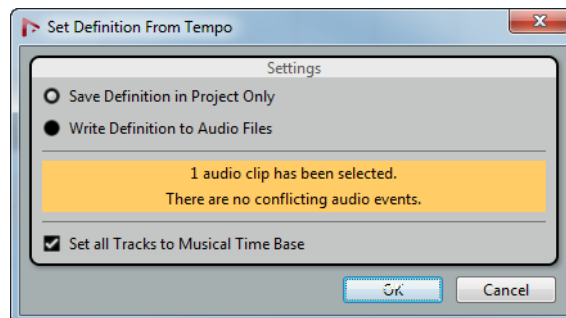 Set Definition From Tempo
Settings
Save Definition in Project Only
Write Definition to Audio Files
1 audio clip has been selected.
There are no conflicting audio events.
Set all Tracks to Musical Time Base
OK
Cancel